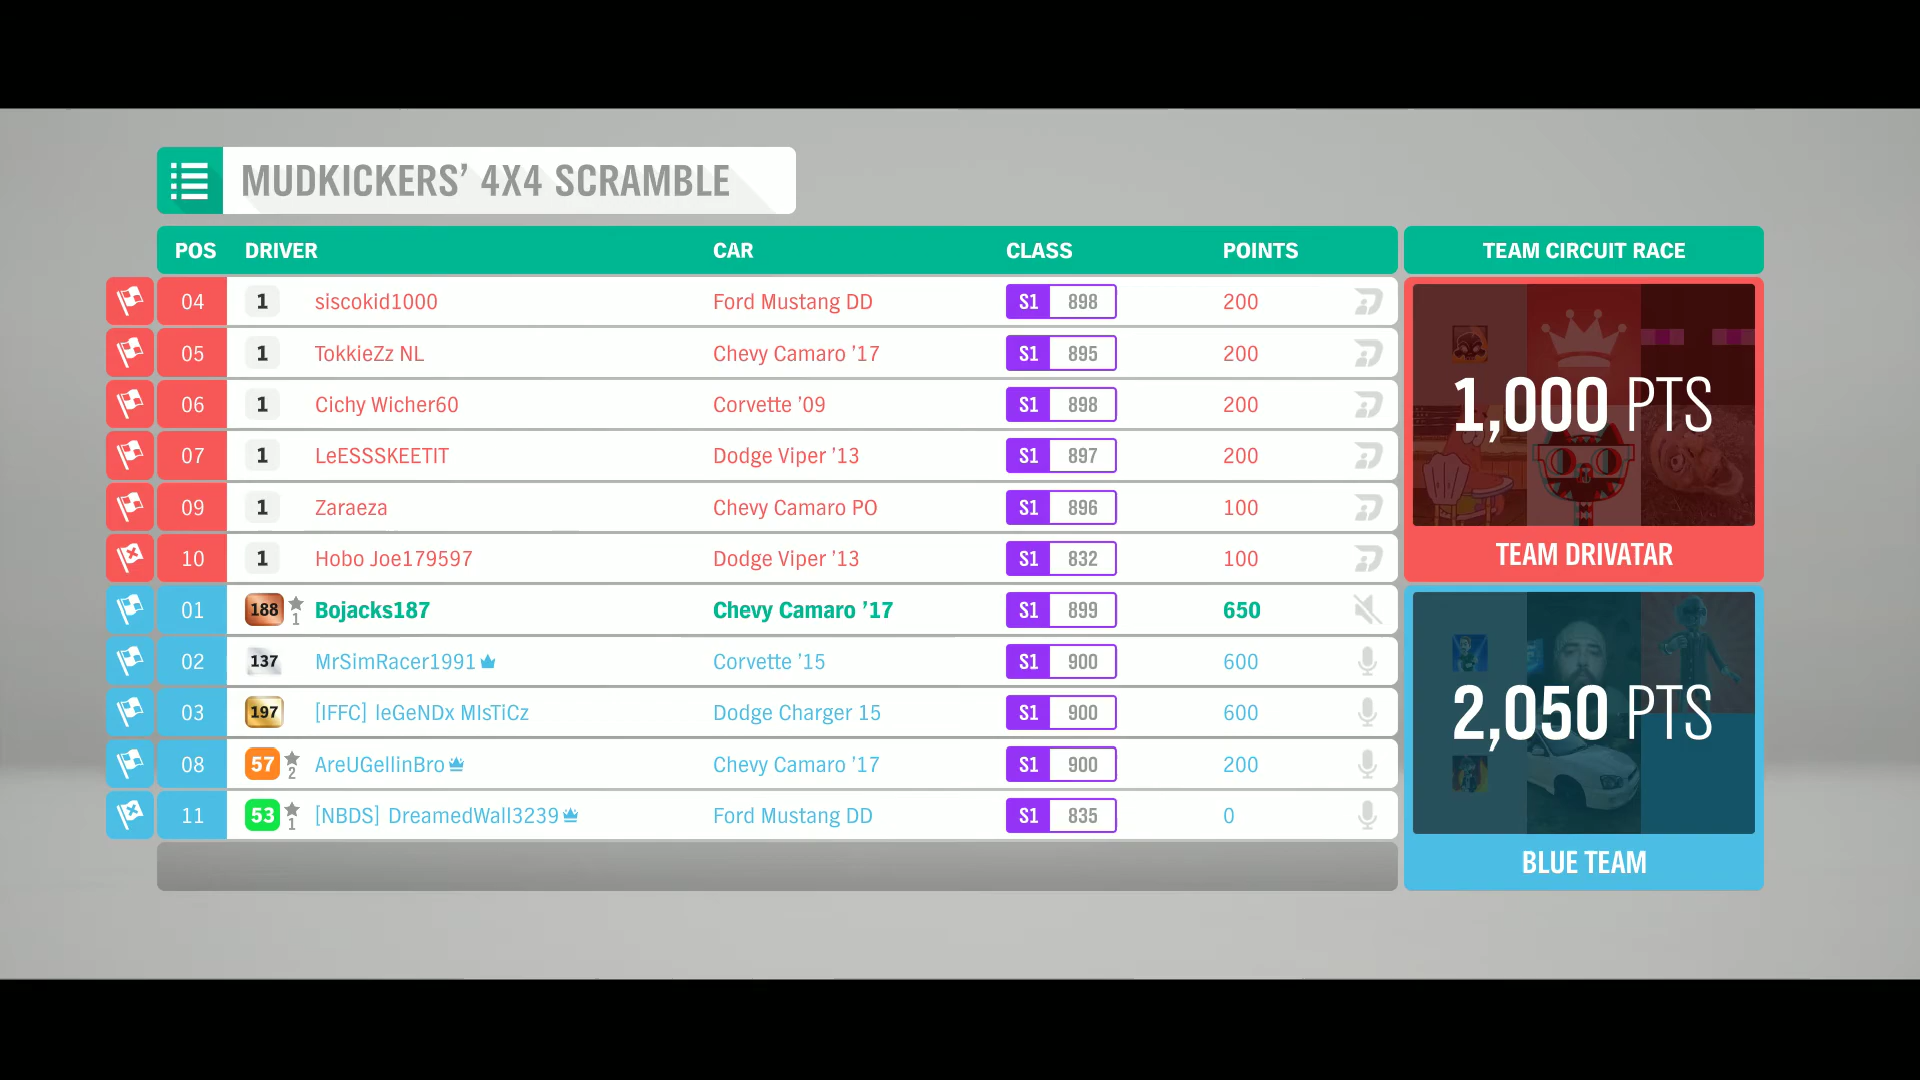 MUDKICKERS’ 4X4 SCRAMBLE
POS DRIVER CAR CLASS POINTS TEAM CIRCUIT RACE
04 1 siscokid1000 Ford Mustang DD S1 898 200
05 1 TokkieZz NL Chevy Camaro ’17 S1 895 200
06 1 Cichy Wicher60 Corvette ’09 S1 898 200
07 1 LeESSSKEETIT Dodge Viper ’13 S1 897 200
09 1 Zaraeza Chevy Camaro PO S1 896 100
10 1 Hobo Joe179597 Dodge Viper ’13 S1 832 100
1,000 PTS
TEAM DRIVATAR
01 188 1 Bojacks187 Chevy Camaro ’17 S1 899 650
02 137 MrSimRacer1991 Corvette ’15 S1 900 600
03 197 [IFFC] leGeNDx MIsTiCz Dodge Charger 15 S1 900 600
08 57 2 AreUGellinBro Chevy Camaro ’17 S1 900 200
11 53 1 [NBDS] DreamedWall3239 Ford Mustang DD S1 835 0
2,050 PTS
BLUE TEAM